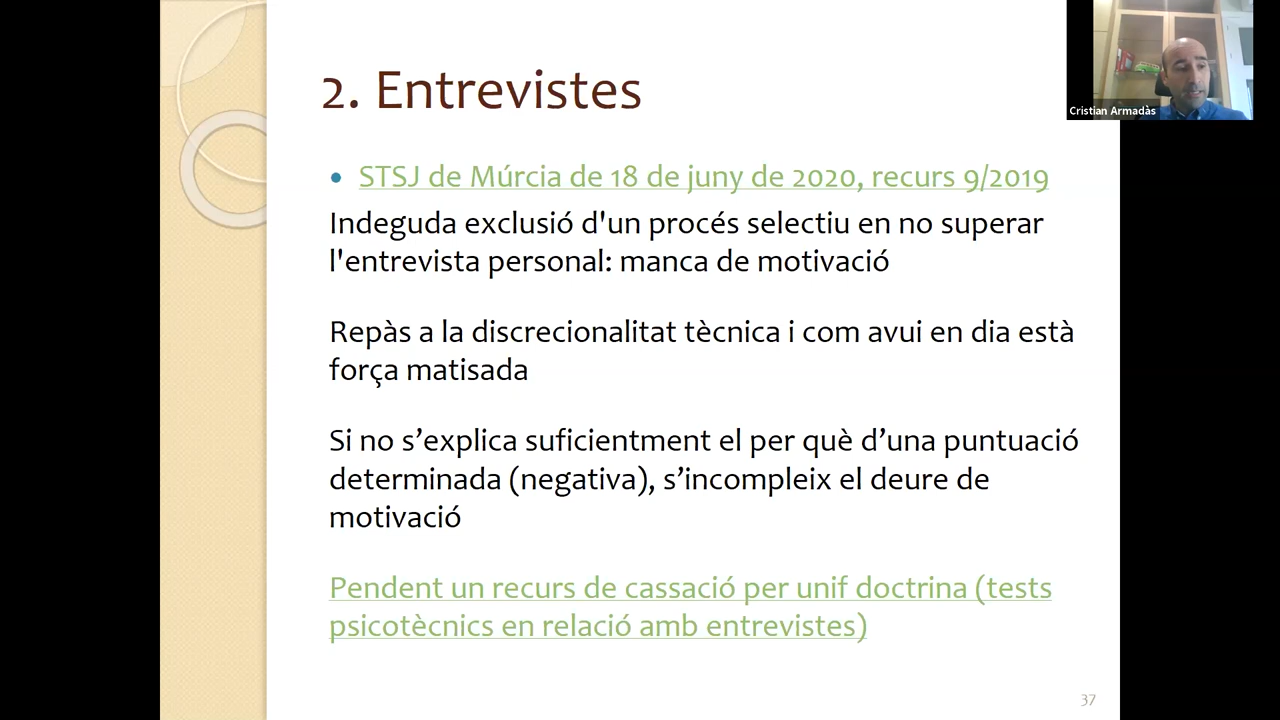 2. Entrevistes
Cristian Armadàs
• STSJ de Múrcia de 18 de juny de 2020, recurs 9/2019
Indeguda exclusió d'un procés selectiu en no superar
l'entrevista personal: manca de motivació
Repàs a la discrecionalitat tècnica i com avui en dia està
força matisada
Si no s’explica suficientment el per què d’una puntuació
determinada (negativa), s’incompleix el deure de
motivació
Pendent un recurs de cassació per unif doctrina (tests
psicotècnics en relació amb entrevistes)
37